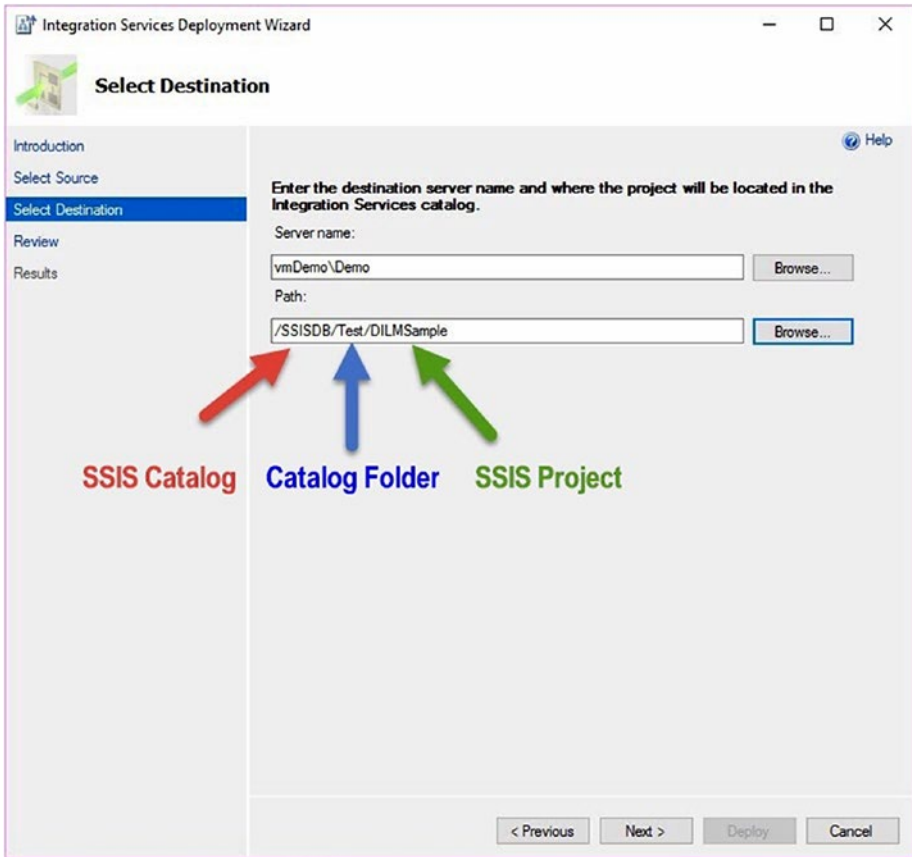 Integration Services Deployment Wizard
Select Destination
Help
Introduction
Select Source
Select Destination
Review
Results
Enter the destination server name and where the project will be located in the
Integration Services catalog.
Server name:
vmDemo\Demo
Browse...
Path:
/SSISDB/Test/DILMSample
Browse...
SSIS Catalog Catalog Folder SSIS Project
< Previous Next > Deploy Cancel